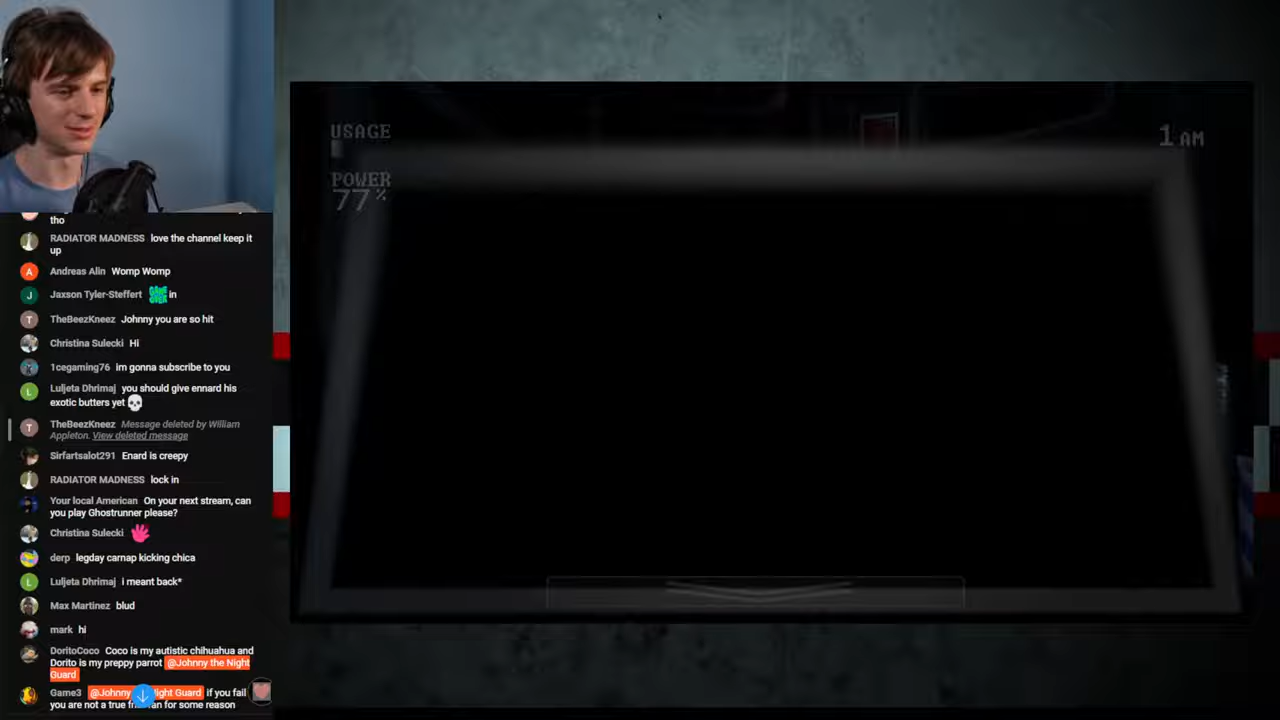 tho
RADIATOR MADNESS love the channel keep it
up
A Andreas Alin Womp Womp
J Jaxson Tyler-Steffert GAME OVER in
T TheBeezKneez Johnny you are so hit
Christina Sulecki Hi
1cegaming76 im gonna subscribe to you
L Luljeta Dhrimaj you should give ennard his
exotic butters yet
T TheBeezKneez Message deleted by William
Appleton. View deleted message
Sirfartsalot291 Enard is creepy
RADIATOR MADNESS lock in
Your local American On your next stream, can
you play Ghostrunner please?
Christina Sulecki
derp legday carnap kicking chica
L Luljeta Dhrimaj i meant back*
Max Martinez blud
mark hi
DoritoCoco Coco is my autistic chihuahua and
Dorito is my preppy parrot @Johnny the Night
Guard
Game3 @Johnny Night Guard if you fail
you are not a true fan for some reason
USAGE
POWER
77%
1 AM